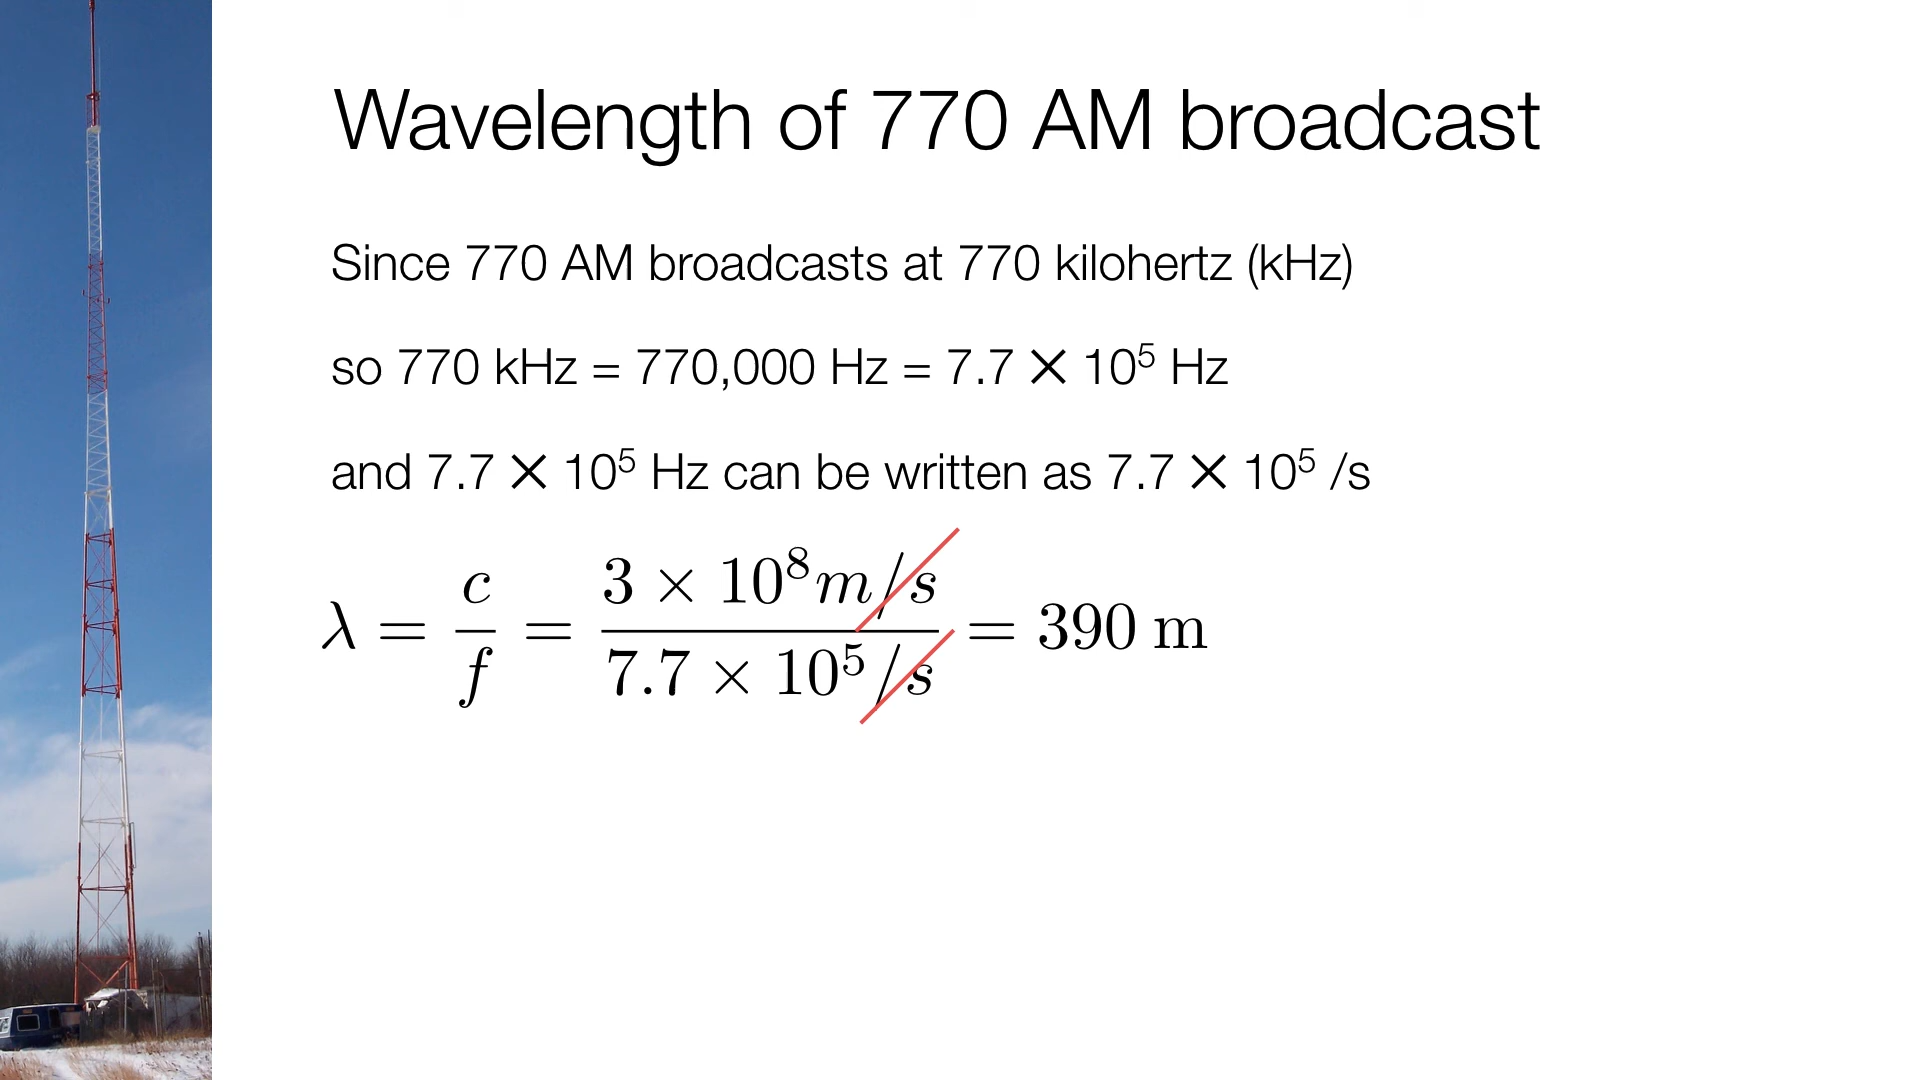 Wavelength of 770 AM broadcast
Since 770 AM broadcasts at 770 kilohertz (kHz)
so 770 kHz = 770,000 Hz = 7.7 ✕ 10⁵ Hz
and 7.7 ✕ 10⁵ Hz can be written as 7.7 ✕ 10⁵ /s
λ = c/f = (3 × 10⁸m/s)/(7.7 × 10⁵/s) = 390 m